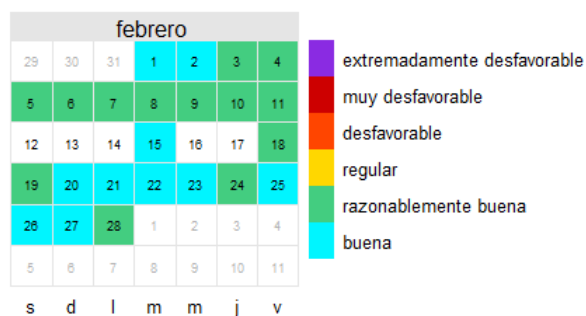 febrero
29 30 31 1 2 3 4
5 6 7 8 9 10 11
12 13 14 15 16 17 18
19 20 21 22 23 24 25
26 27 28 1 2 3 4
5 6 7 8 9 10 11
s d l m m j v
extremadamente desfavorable
muy desfavorable
desfavorable
regular
razonablemente buena
buena